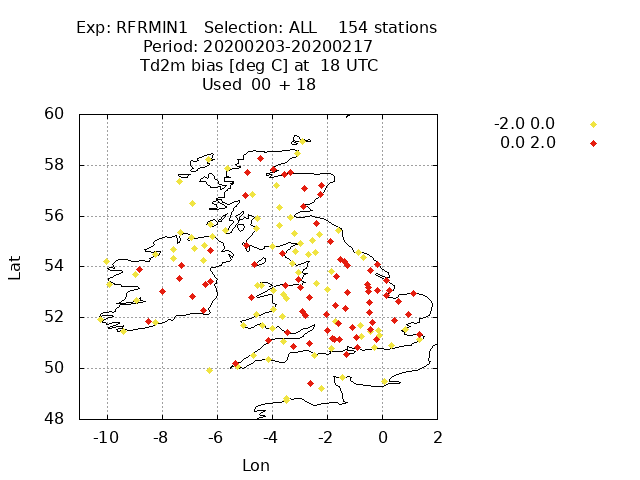 Exp: RFRMIN1 Selection: ALL 154 stations
Period: 20200203-20200217
Td2m bias [deg C] at 18 UTC
Used 00 + 18
-2.0 0.0
0.0 2.0
60
58
56
54
52
50
48
Lat
-10 -8 -6 -4 -2 0 2
Lon